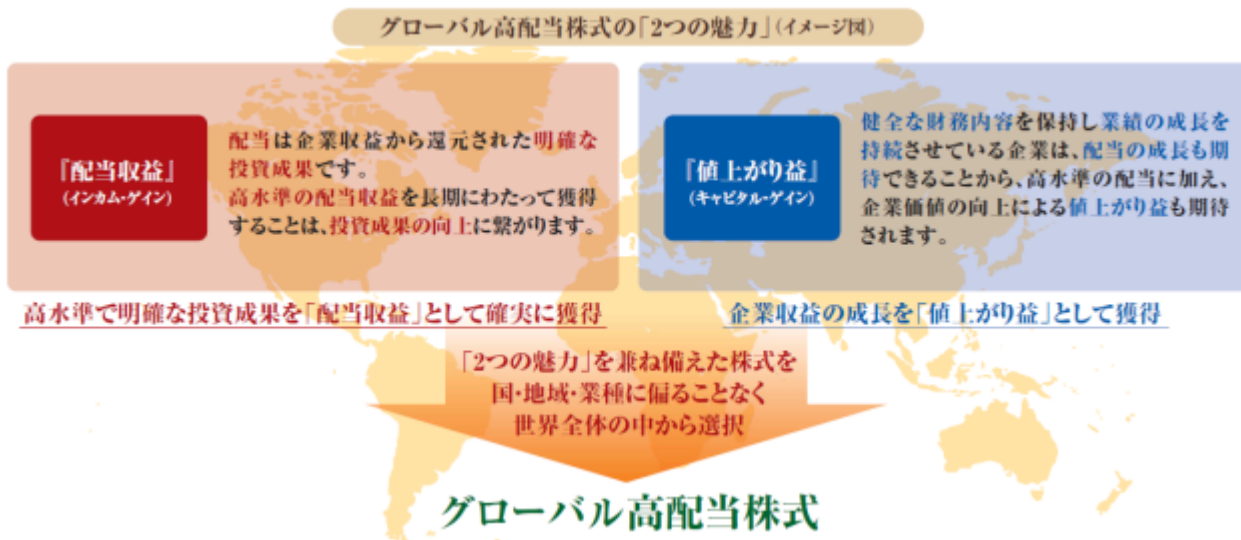 グローバル高配当株式の「2つの魅力」(イメージ図)
『配当収益』
(インカム・ゲイン)
配当は企業収益から還元された明確な
投資成果です。
高水準の配当収益を長期にわたって獲得
することは、投資成果の向上に繋がります。
高水準で明確な投資成果を「配当収益」として確実に獲得
『値上がり益』
(キャピタル・ゲイン)
健全な財務内容を保持し業績の成長を
持続させている企業は、配当の成長も期
待できることから、高水準の配当に加え、
企業価値の向上による値上がり益も期待
されます。
企業収益の成長を「値上がり益」として獲得
「2つの魅力」を兼ね備えた株式を
国・地域・業種に偏ることなく
世界全体の中から選択
グローバル高配当株式